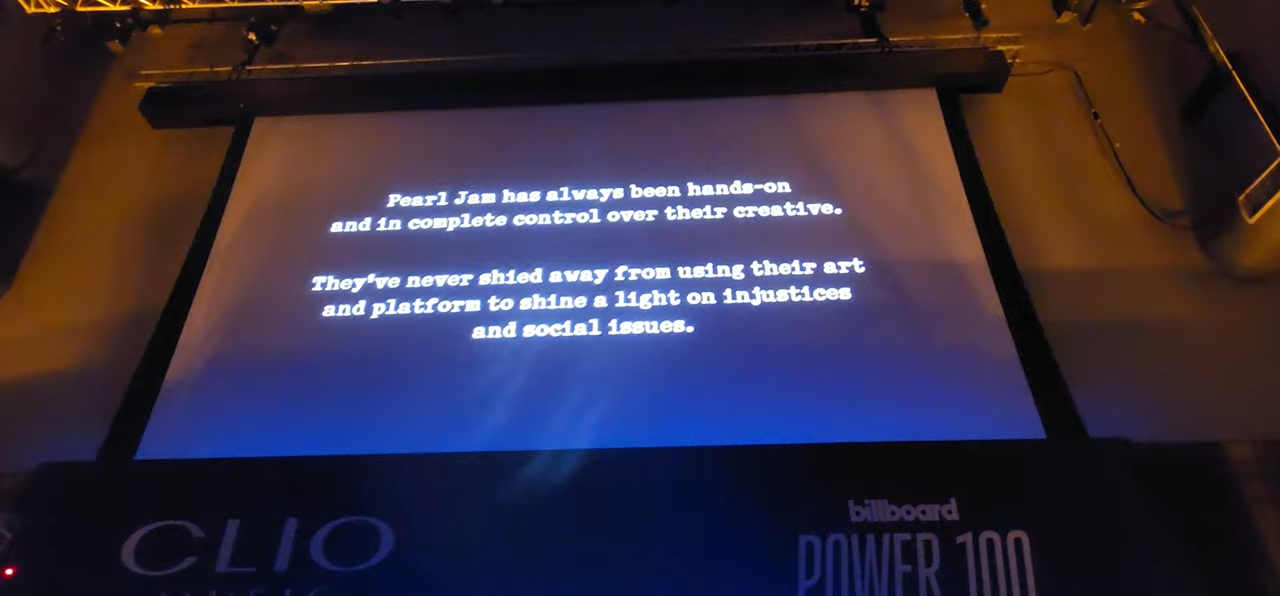 Pearl Jam has always been hands-on
and in complete control over their creative.
They've never shied away from using their art
and platform to shine a light on injustices
and social issues.
CLIO
MUSIC
billboard
POWER 100